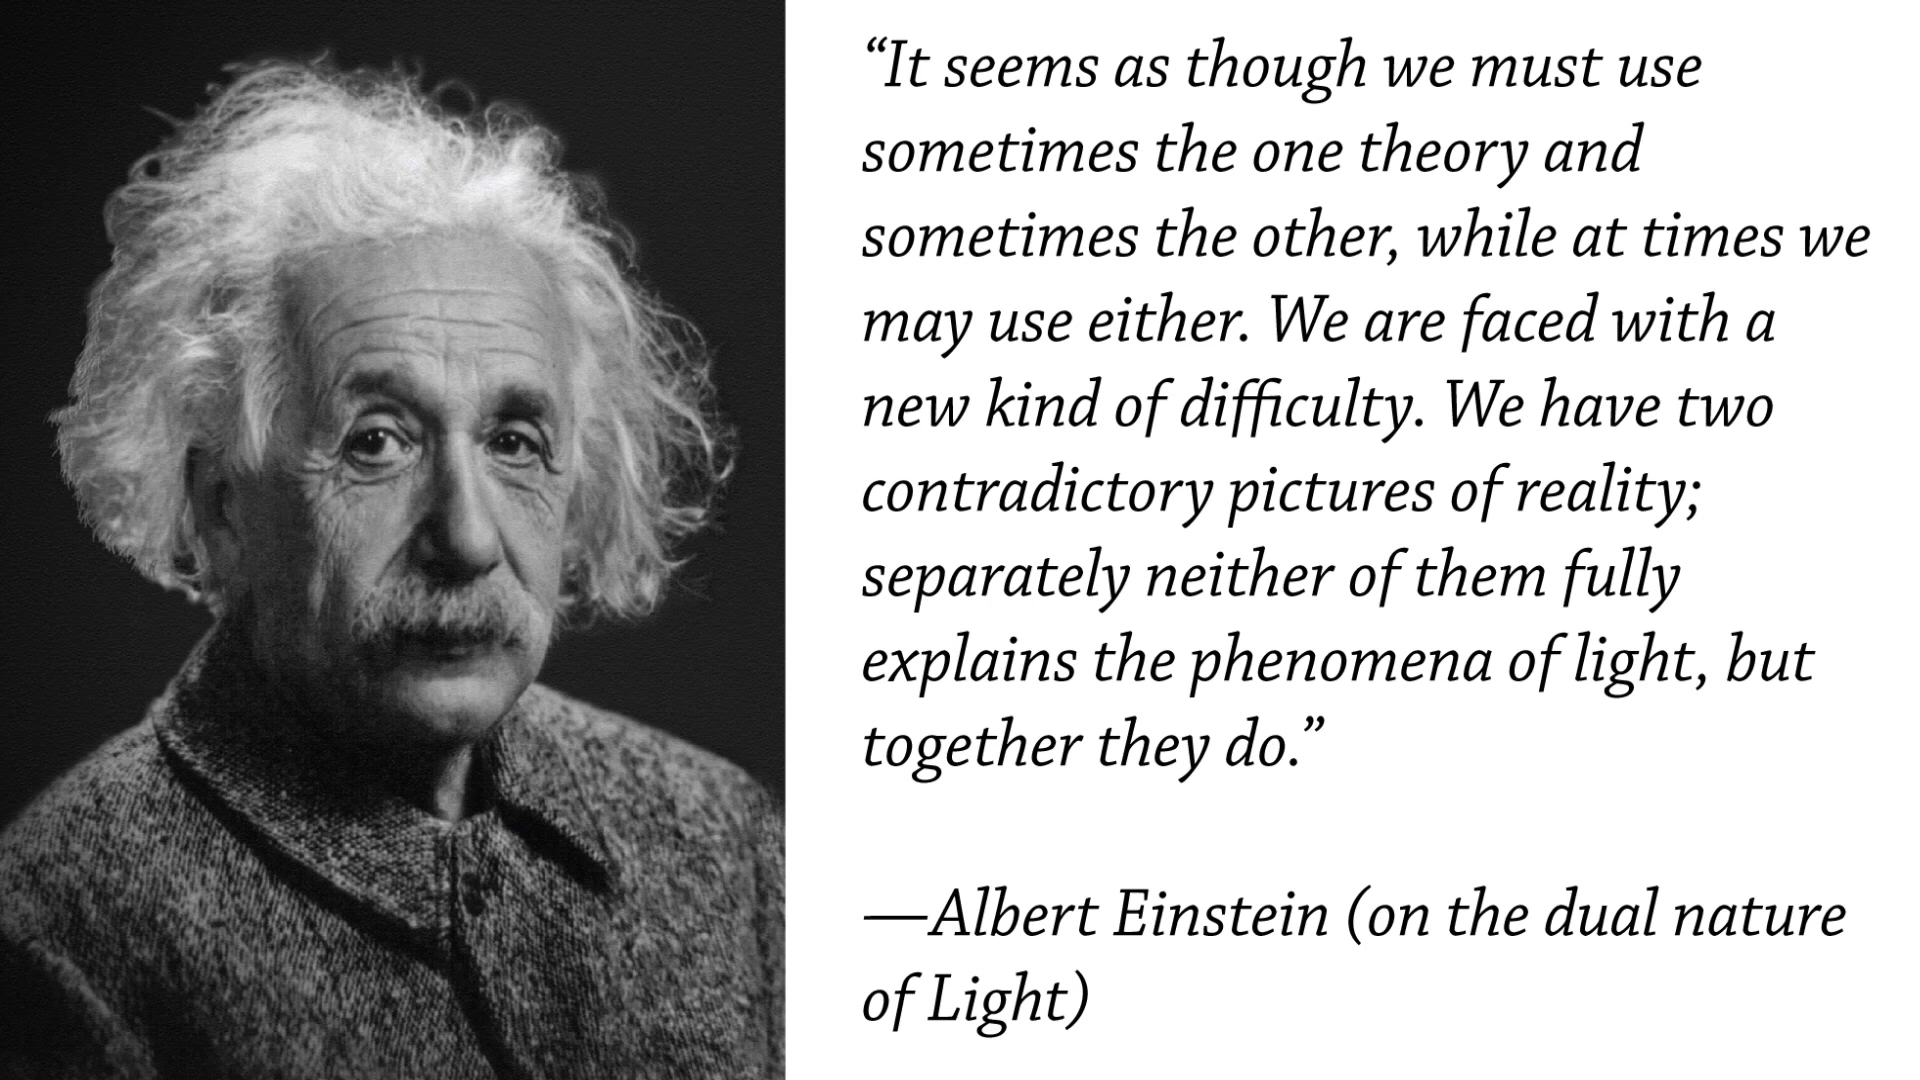 “It seems as though we must use
sometimes the one theory and
sometimes the other, while at times we
may use either. We are faced with a
new kind of difficulty. We have two
contradictory pictures of reality;
separately neither of them fully
explains the phenomena of light, but
together they do.”
—Albert Einstein (on the dual nature
of Light)